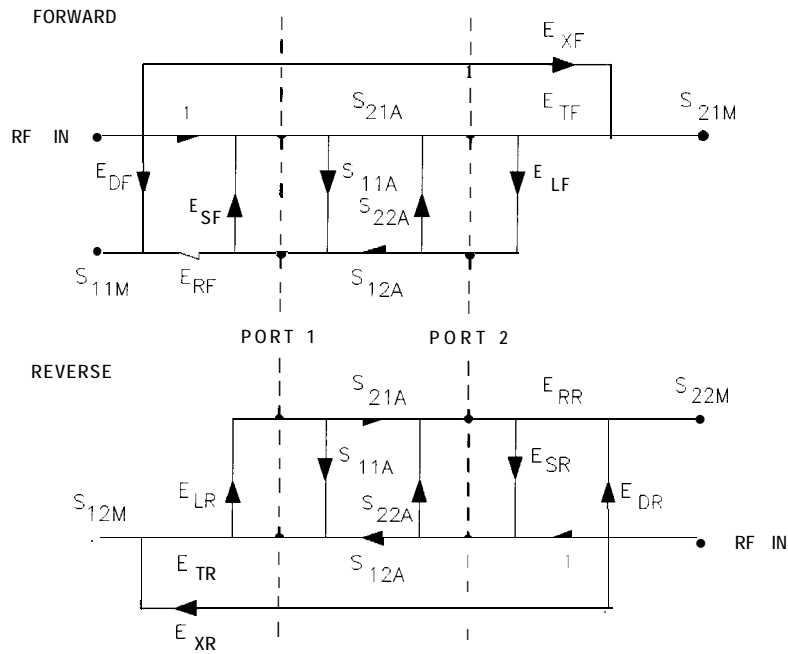 FORWARD
E XF
1
1 S 21A E TF S 21M
RF IN
E DF S 11A E LF
E SF S 22A
S 11M E RF S 12A
PORT 1 PORT 2
REVERSE
S 21A E RR S 22M
S 11A E SR
S 12M E LR S 22A E DR
RF IN
E TR S 12A 1
E XR